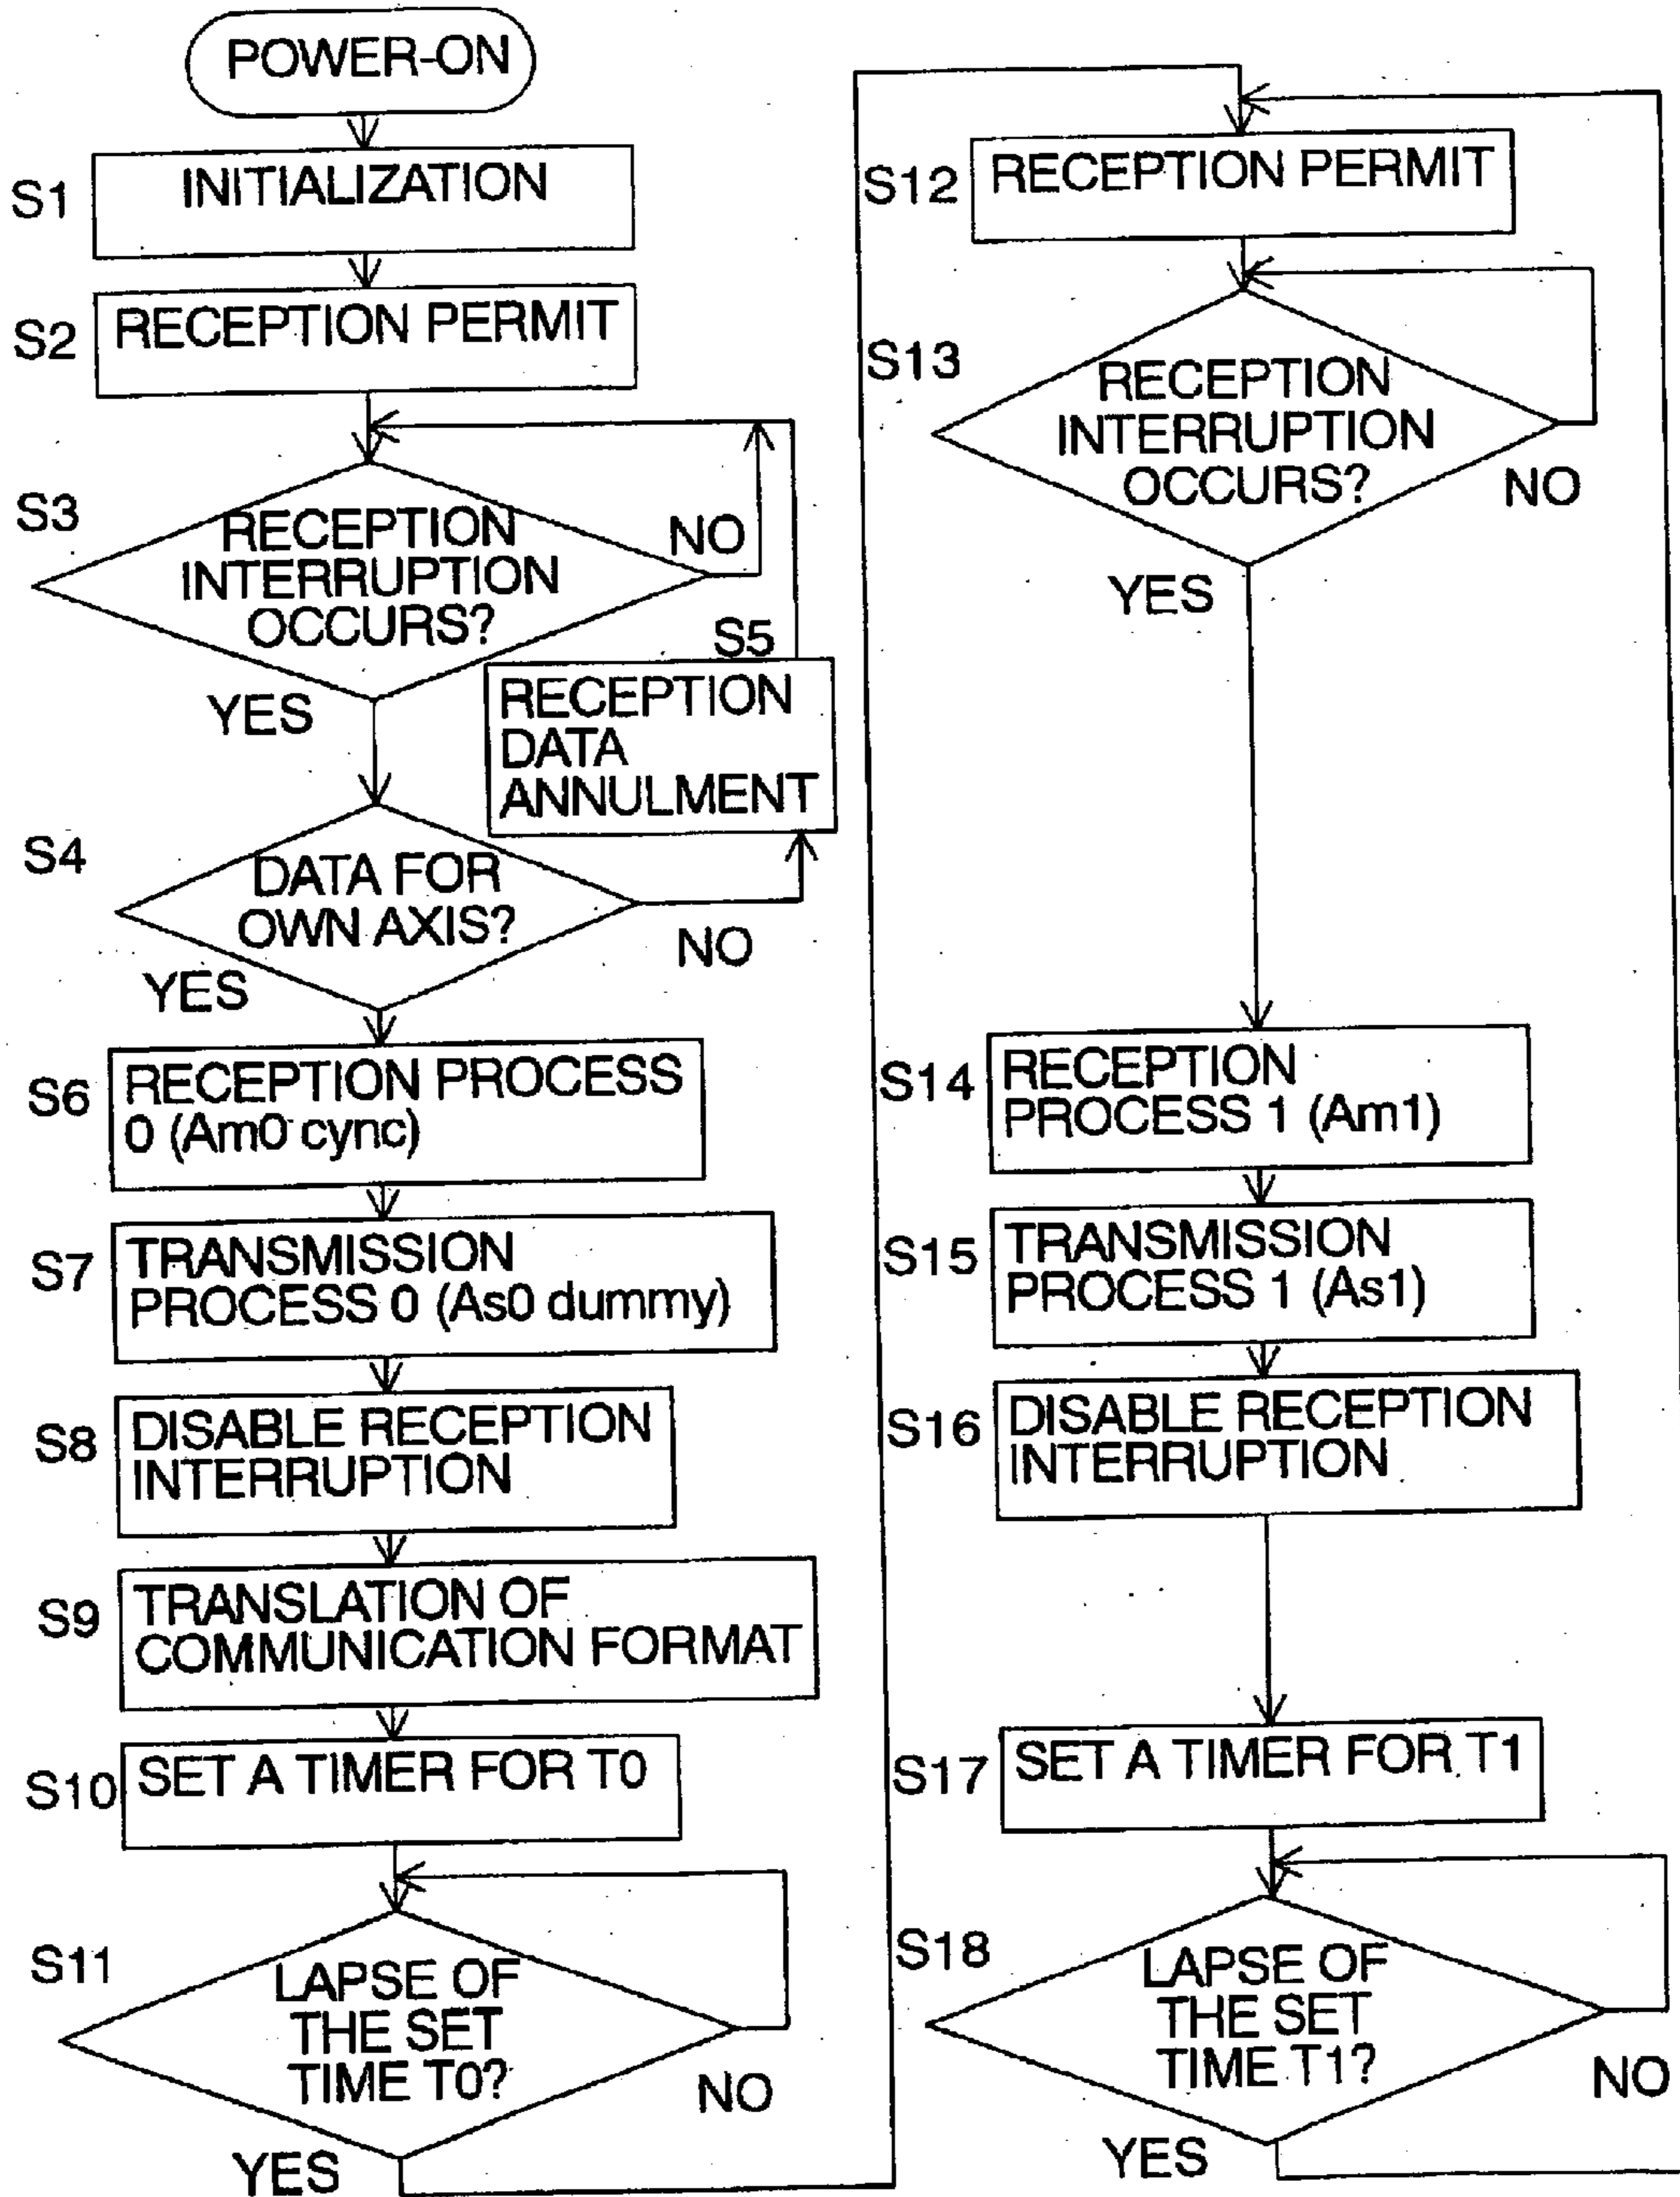 POWER-ON
S1
INITIALIZATION
S2
RECEPTION PERMIT
S3
RECEPTION
INTERRUPTION
OCCURS?
NO
YES
S5
RECEPTION
DATA
ANNULMENT
S4
DATA FOR
OWN AXIS?
NO
YES
S6
RECEPTION PROCESS
0 (Am0 cync)
S7
TRANSMISSION
PROCESS 0 (As0 dummy)
S8
DISABLE RECEPTION
INTERRUPTION
S9
TRANSLATION OF
COMMUNICATION FORMAT
S10
SET A TIMER FOR T0
S11
LAPSE OF
THE SET
TIME T0?
NO
YES
S12
RECEPTION PERMIT
S13
RECEPTION
INTERRUPTION
OCCURS?
NO
YES
S14
RECEPTION
PROCESS 1 (Am1)
S15
TRANSMISSION
PROCESS 1 (As1)
S16
DISABLE RECEPTION
INTERRUPTION
S17
SET A TIMER FOR T1
S18
LAPSE OF
THE SET
TIME T1?
NO
YES